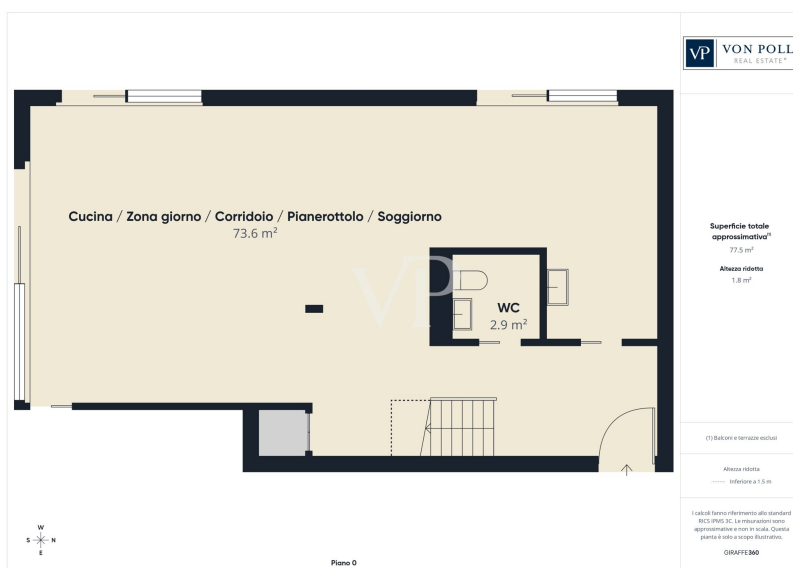 VP VON POLL
REAL ESTATE®
Cucina / Zona giorno / Corridoio / Pianerottolo / Soggiorno
73.6 m²
VP
WC
2.9 m²
Superficie totale
approssimativa⁽¹⁾
77.5 m²
Altezza ridotta
1.8 m²
(1) Balconi e terrazze esclusi
Altezza ridotta
Inferiore a 1.5 m
I calcoli fanno riferimento allo standard
RICS IPMS 3C. Le misurazioni sono
approssimative e non in scala. Questa
pianta è solo a scopo illustrativo.
GIRAFFE360
W
S N
E
Piano 0